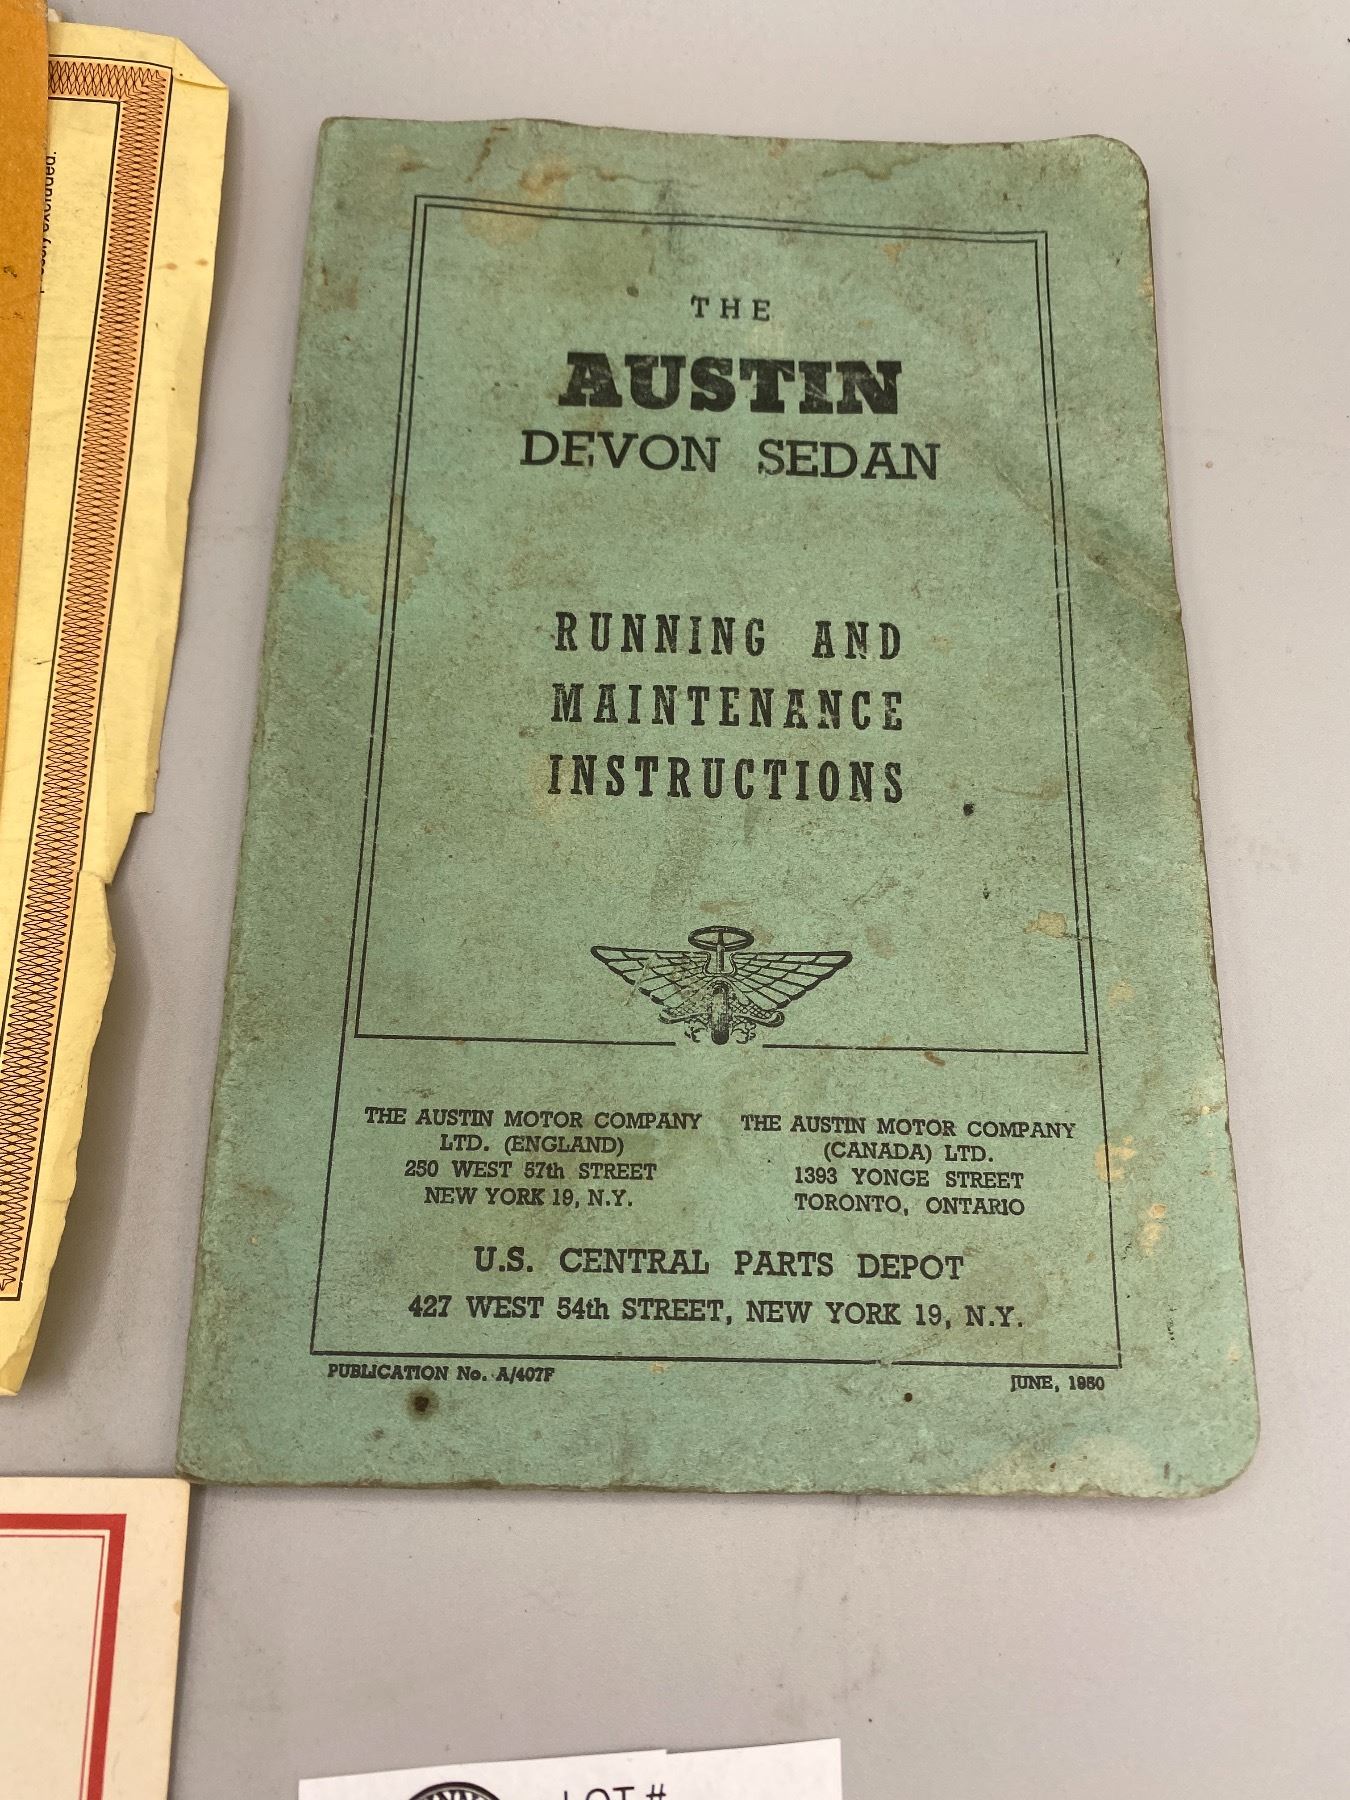 THE
AUSTIN
DEVON SEDAN
RUNNING AND
MAINTENANCE
INSTRUCTIONS
THE AUSTIN MOTOR COMPANY
LTD. (ENGLAND)
250 WEST 57th STREET
NEW YORK 19, N.Y.
THE AUSTIN MOTOR COMPANY
(CANADA) LTD.
1393 YONGE STREET
TORONTO, ONTARIO
U.S. CENTRAL PARTS DEPOT
427 WEST 54th STREET, NEW YORK 19, N.Y.
PUBLICATION No. A/407F
JUNE, 1950
LOT #